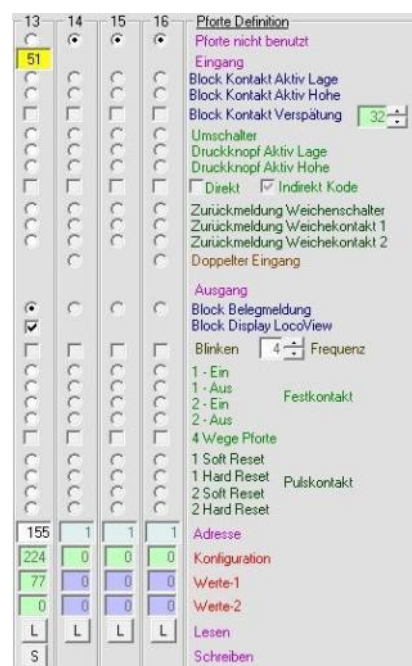 13 14 15 16 Pforte Definition
Pforte nicht benutzt
51 Eingang
Block Kontakt Aktiv Lage
Block Kontakt Aktiv Hohe
Block Kontakt Verspätung 32
Umschalter
Druckknopf Aktiv Lage
Druckknopf Aktiv Hohe
Direkt Indirekt Kode
Zurückmeldung Weichenschalter
Zurückmeldung Weichekontakt 1
Zurückmeldung Weichekontakt 2
Doppelter Eingang
Ausgang
Block Belegmeldung
Block Display LocoView
Blinken 4 Frequenz
1 - Ein
1 - Aus
Festkontakt
2 - Ein
2 - Aus
4 Wege Pforte
1 Soft Reset
1 Hard Reset
Pulskontakt
2 Soft Reset
2 Hard Reset
155 1 1 1 Adresse
224 0 0 0 Konfiguration
77 0 0 0 Werte-1
0 0 0 0 Werte-2
L L L L Lesen
S Schreiben